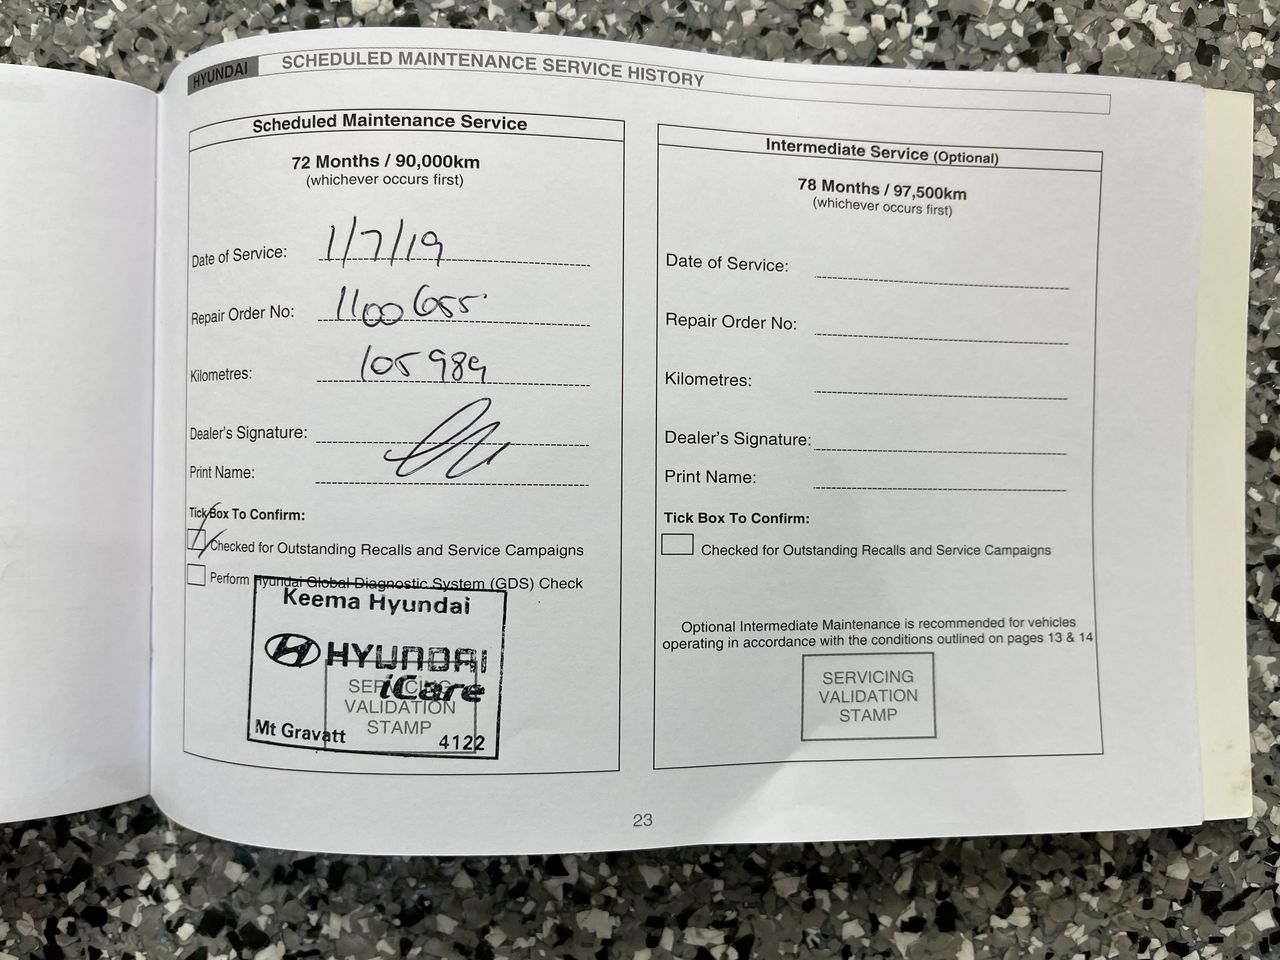 HYUNDAI SCHEDULED MAINTENANCE SERVICE HISTORY
Scheduled Maintenance Service
72 Months / 90,000km
(whichever occurs first)
Date of Service: 1/7/19
Repair Order No: 1100655
Kilometres: 105989
Dealer's Signature:
Print Name:
Tick Box To Confirm:
Checked for Outstanding Recalls and Service Campaigns
Perform Hyundai Global Diagnostic System (GDS) Check
Keema Hyundai
HYUNDAI
iCare
SERVICING
VALIDATION
STAMP
Mt Gravatt 4122
Intermediate Service (Optional)
78 Months / 97,500km
(whichever occurs first)
Date of Service:
Repair Order No:
Kilometres:
Dealer's Signature:
Print Name:
Tick Box To Confirm:
Checked for Outstanding Recalls and Service Campaigns
Optional Intermediate Maintenance is recommended for vehicles
operating in accordance with the conditions outlined on pages 13 & 14
SERVICING
VALIDATION
STAMP
23